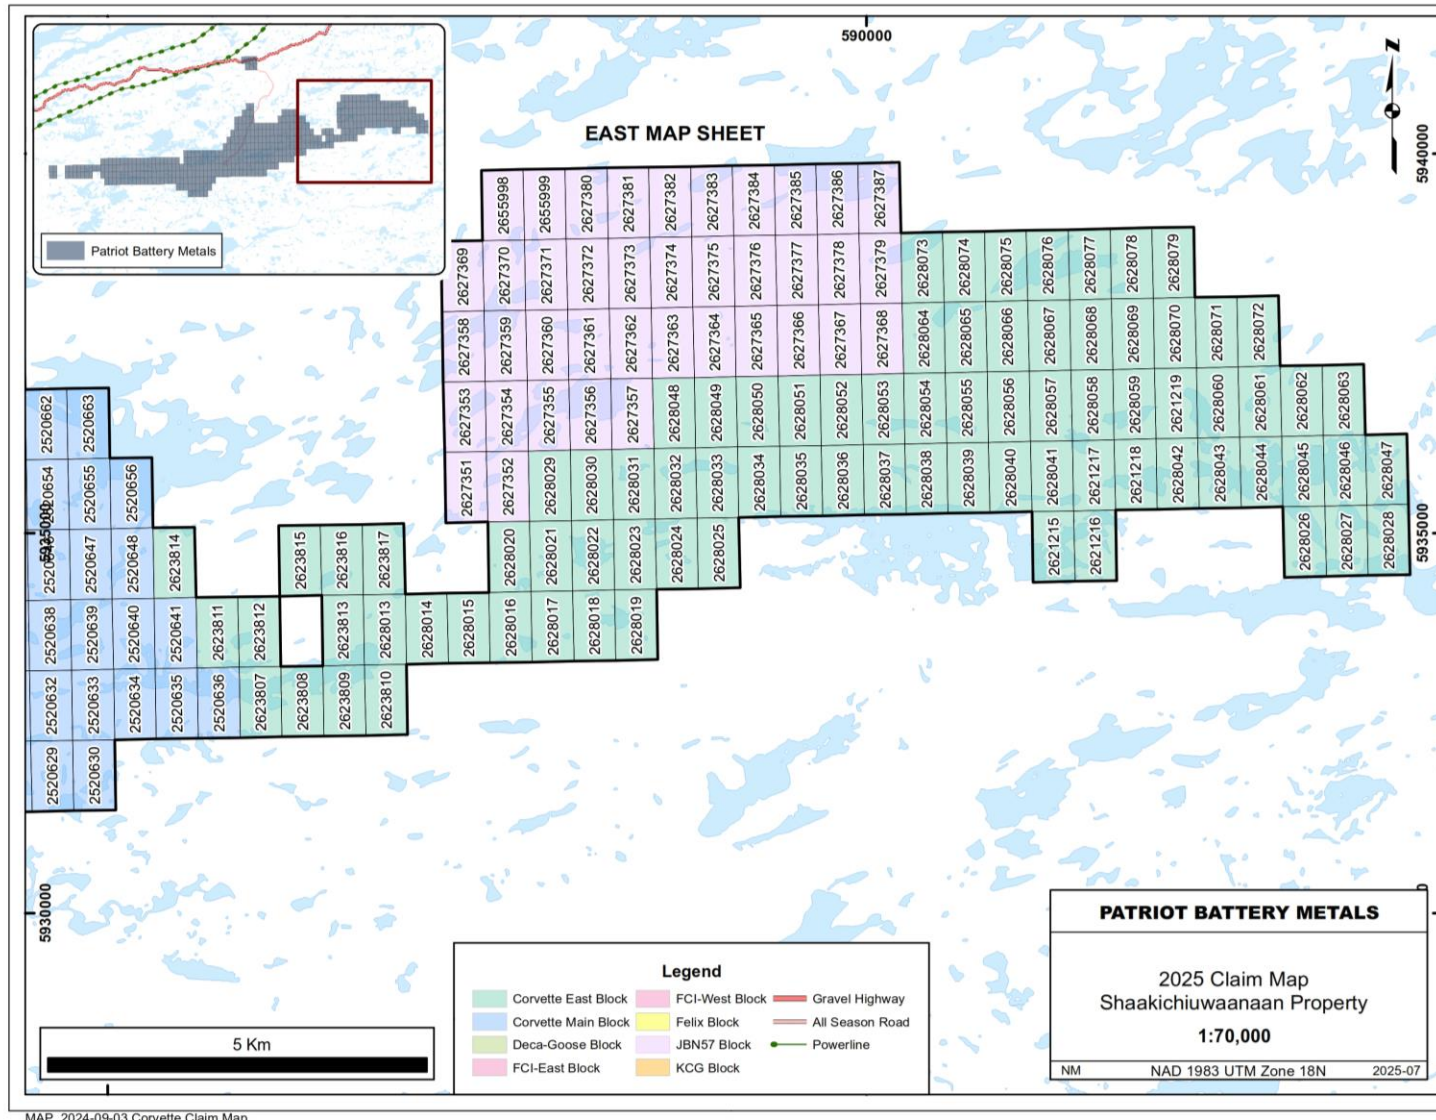 590000
EAST MAP SHEET
N
5940000
Patriot Battery Metals
2655998 2655999 2627380 2627381 2627382 2627383 2627384 2627385 2627386 2627387
2627369 2627370 2627371 2627372 2627373 2627374 2627375 2627376 2627377 2627378 2627379 2628073 2628074 2628075 2628076 2628077 2628078 2628079
2627358 2627359 2627360 2627361 2627362 2627363 2627364 2627365 2627366 2627367 2627368 2628064 2628065 2628066 2628067 2628068 2628069 2628070 2628071 2628072
2520662 2520663 2627353 2627354 2627355 2627356 2627357 2628048 2628049 2628050 2628051 2628052 2628053 2628054 2628055 2628056 2628057 2628058 2628059 2621219 2628060 2628061 2628062 2628063
2520655 2520656 2627351 2627352 2628029 2628030 2628031 2628032 2628033 2628034 2628035 2628036 2628037 2628038 2628039 2628040 2628041 2621217 2621218 2628042 2628043 2628044 2628045 2628046 2628047
5935000
2520647 2520648 2623814 2623815 2623816 2623817 2628020 2628021 2628022 2628023 2628024 2628025 2621215 2621216 2628026 2628027 2628028
5935000
2520638 2520639 2520640 2520641 2623811 2623812 2623813 2628013 2628014 2628015 2628016 2628017 2628018 2628019
2520632 2520633 2520634 2520635 2520636 2623807 2623808 2623809 2623810
2520629 2520630
5930000
5 Km
Legend
Corvette East Block
Corvette Main Block
Deca-Goose Block
FCI-East Block
FCI-West Block
Felix Block
JBN57 Block
KCG Block
Gravel Highway
All Season Road
Powerline
PATRIOT BATTERY METALS
2025 Claim Map
Shaakichiuwaanaan Property
1:70,000
NM NAD 1983 UTM Zone 18N 2025-07
MAP_2024-09-03 Corvette Claim Map